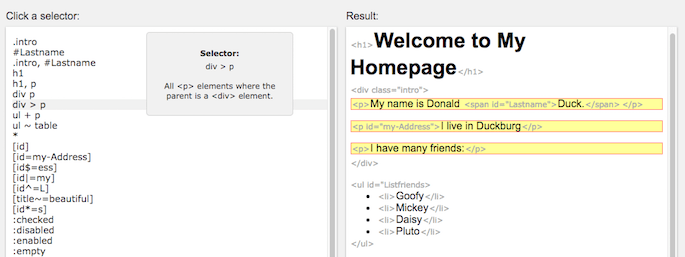 Click a selector:
.intro
#Lastname
.intro, #Lastname
h1
h1, p
div p
div > p
ul + p
ul ~ table
*
[id]
[id=my-Address]
[id$=ess]
[id|=my]
[id^=L]
[title~=beautiful]
[id*=s]
:checked
:disabled
:enabled
:empty
Selector:
div > p
All <p> elements where the
parent is a <div> element.
Result:
<h1>Welcome to My
Homepage</h1>
<div class="intro">
<p>My name is Donald <span id="Lastname">Duck.</span> </p>
<p id="my-Address">I live in Duckburg</p>
<p>I have many friends:</p>
</div>
<ul id="Listfriends>
<li>Goofy</li>
<li>Mickey</li>
<li>Daisy</li>
<li>Pluto</li>
</ul>